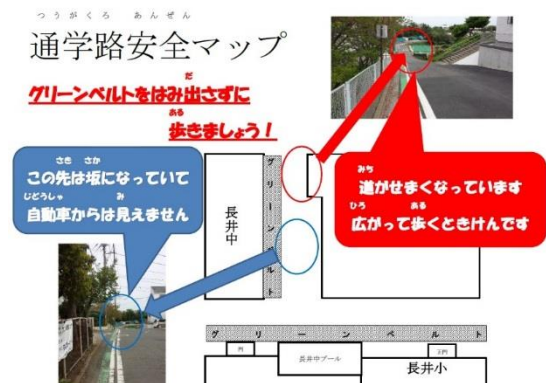 つうがくろ あんぜん
通学路安全マップ
グリーンベルトをはみ出さずに
だ
歩きましょう!
ある
この先は坂になっていて
さき さか
自動車からは見えません
じどうしゃ み
道がせまくなっています
みち
広がって歩くときけんです
ひろ ある
長井中
グリーンベルト
グリーンベルト
長井中プール
長井小